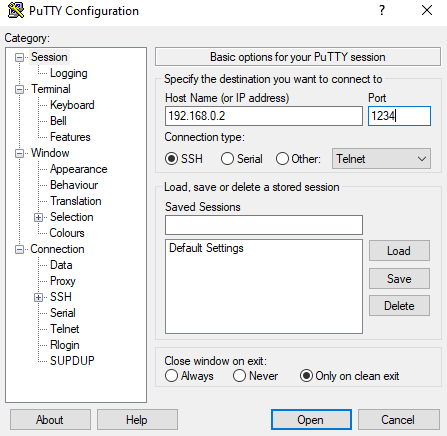 PuTTY Configuration
Category:
Session
Logging
Terminal
Keyboard
Bell
Features
Window
Appearance
Behaviour
Translation
Selection
Colours
Connection
Data
Proxy
SSH
Serial
Telnet
Rlogin
SUPDUP
Basic options for your PuTTY session
Specify the destination you want to connect to
Host Name (or IP address) Port
192.168.0.2 1234
Connection type:
SSH Serial Other: Telnet
Load, save or delete a stored session
Saved Sessions
Default Settings
Load
Save
Delete
Close window on exit:
Always Never Only on clean exit
About Help Open Cancel